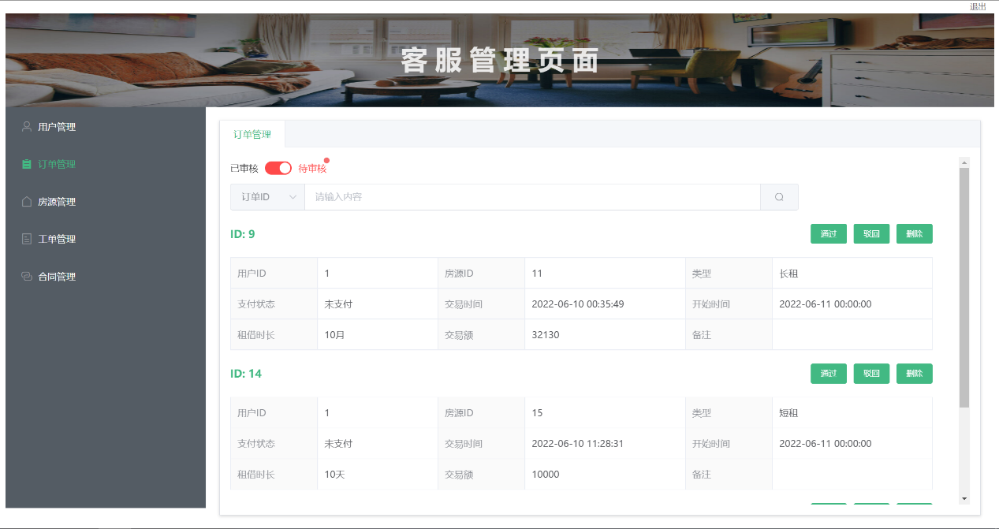 退出
客服管理页面
用户管理
订单管理
房源管理
工单管理
合同管理
订单管理
已审核 待审核
订单ID 请输入内容
ID: 9 通过 驳回 删除
用户ID 1 房源ID 11 类型 长租
支付状态 未支付 交易时间 2022-06-10 00:35:49 开始时间 2022-06-11 00:00:00
租借时长 10月 交易额 32130 备注
ID: 14 通过 驳回 删除
用户ID 1 房源ID 15 类型 短租
支付状态 未支付 交易时间 2022-06-10 11:28:31 开始时间 2022-06-11 00:00:00
租借时长 10天 交易额 10000 备注